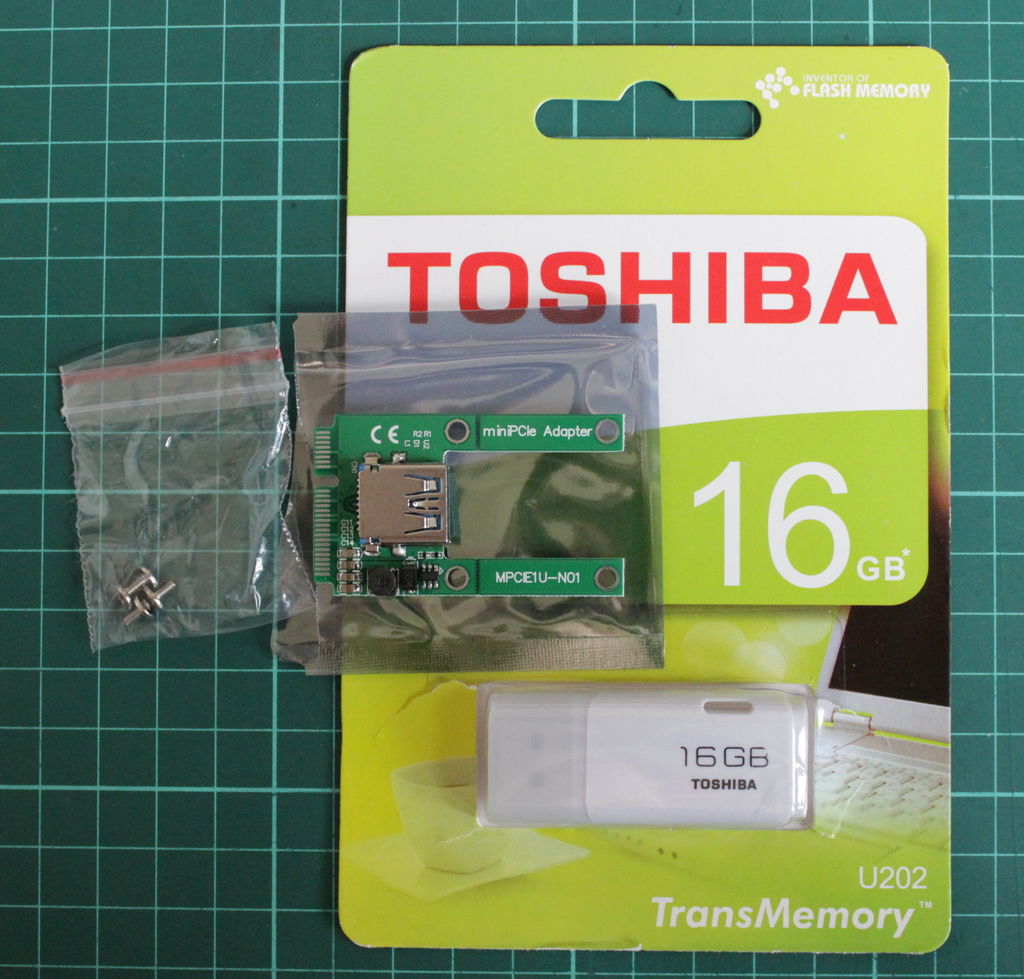 INVENTOR OF
FLASH MEMORY
TOSHIBA
CE
R2 R1
miniPCIe Adapter
MPCIE1U-N01
16GB*
16GB
TOSHIBA
U202
TransMemory™